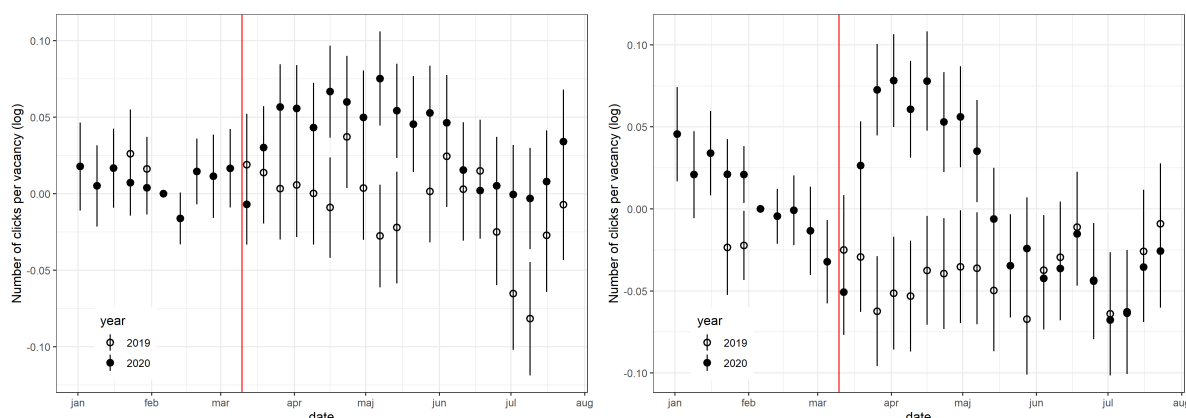 Number of clicks per vacancy (log)
0.10
0.05
0.00
-0.05
-0.10
year
2019
2020
jan feb mar apr maj jun jul aug
date
Number of clicks per vacancy (log)
0.10
0.05
0.00
-0.05
-0.10
year
2019
2020
jan feb mar apr maj jun jul aug
date